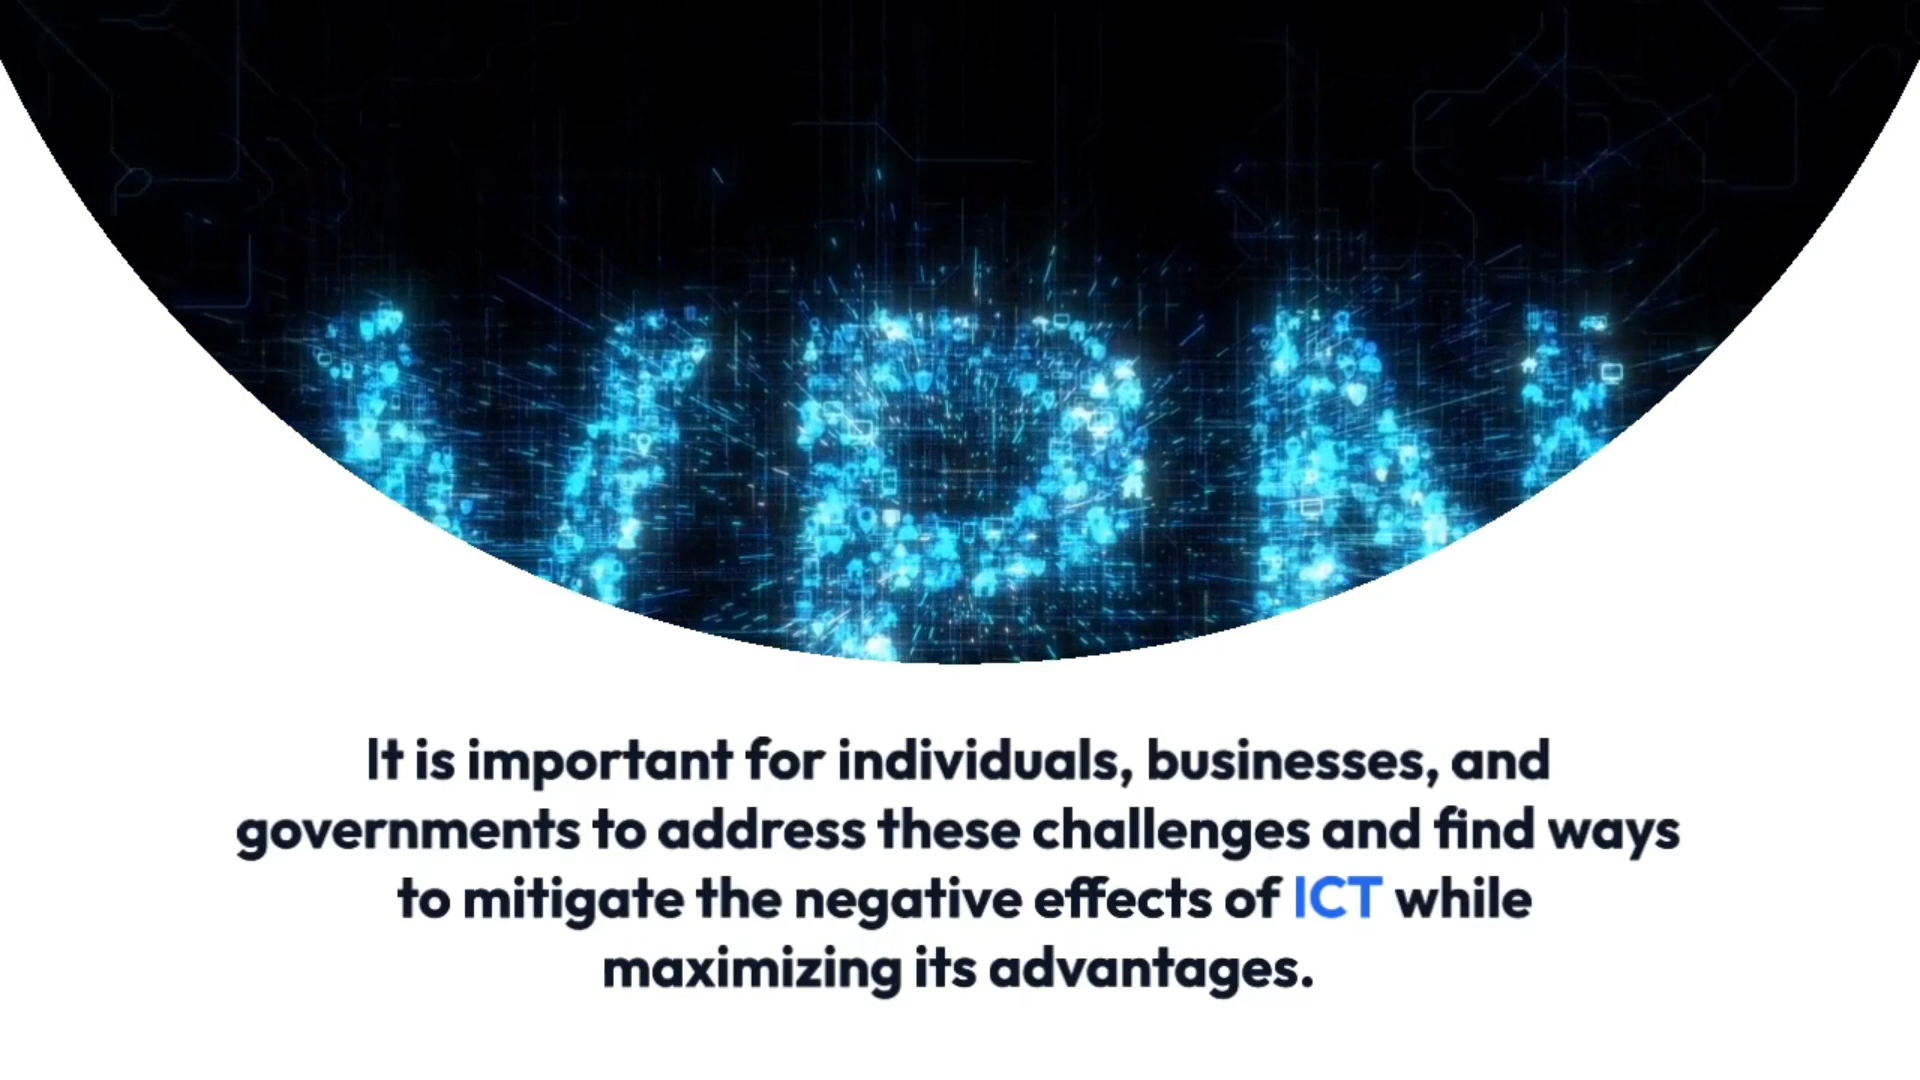 VPN
It is important for individuals, businesses, and
governments to address these challenges and find ways
to mitigate the negative effects of ICT while
maximizing its advantages.